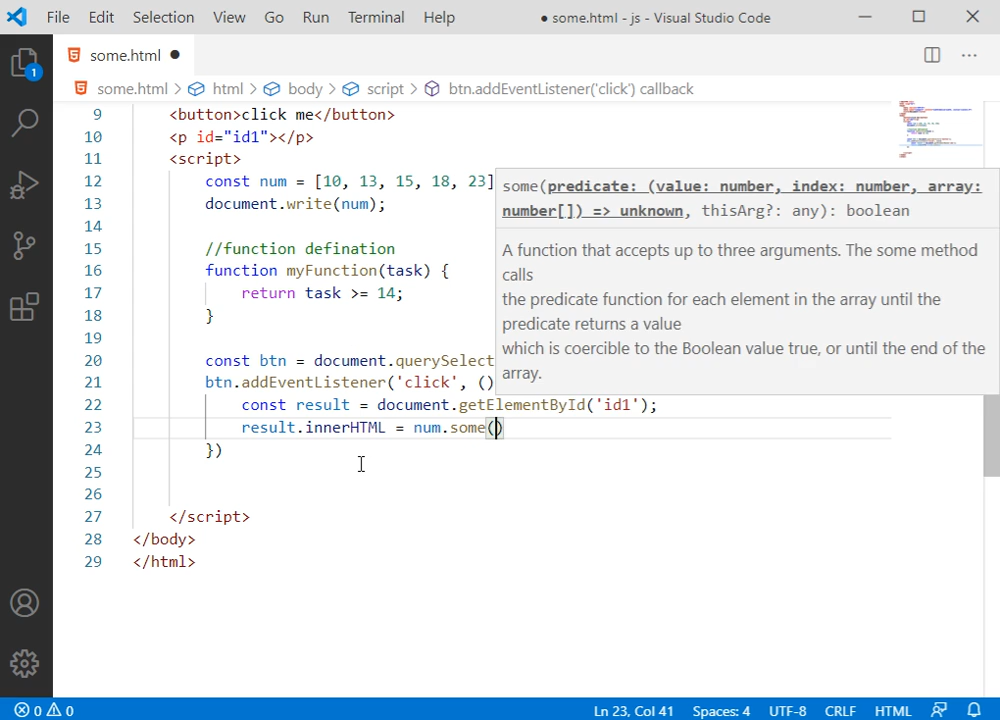 File Edit Selection View Go Run Terminal Help ● some.html - js - Visual Studio Code
some.html ●
some.html > html > body > script > btn.addEventListener('click') callback
1
9 <button>click me</button>
10 <p id="id1"></p>
11 <script>
12 const num = [10, 13, 15, 18, 23]
13 document.write(num);
14
15 //function defination
16 function myFunction(task) {
17 return task >= 14;
18 }
19
20 const btn = document.querySelect
21 btn.addEventListener('click', ()
22 const result = document.getElementById('id1');
23 result.innerHTML = num.some()
24 })
25
26
27 </script>
28 </body>
29 </html>
some(predicate: (value: number, index: number, array:
number[]) => unknown, thisArg?: any): boolean
A function that accepts up to three arguments. The some method
calls
the predicate function for each element in the array until the
predicate returns a value
which is coercible to the Boolean value true, or until the end of the
array.
0 0 Ln 23, Col 41 Spaces: 4 UTF-8 CRLF HTML